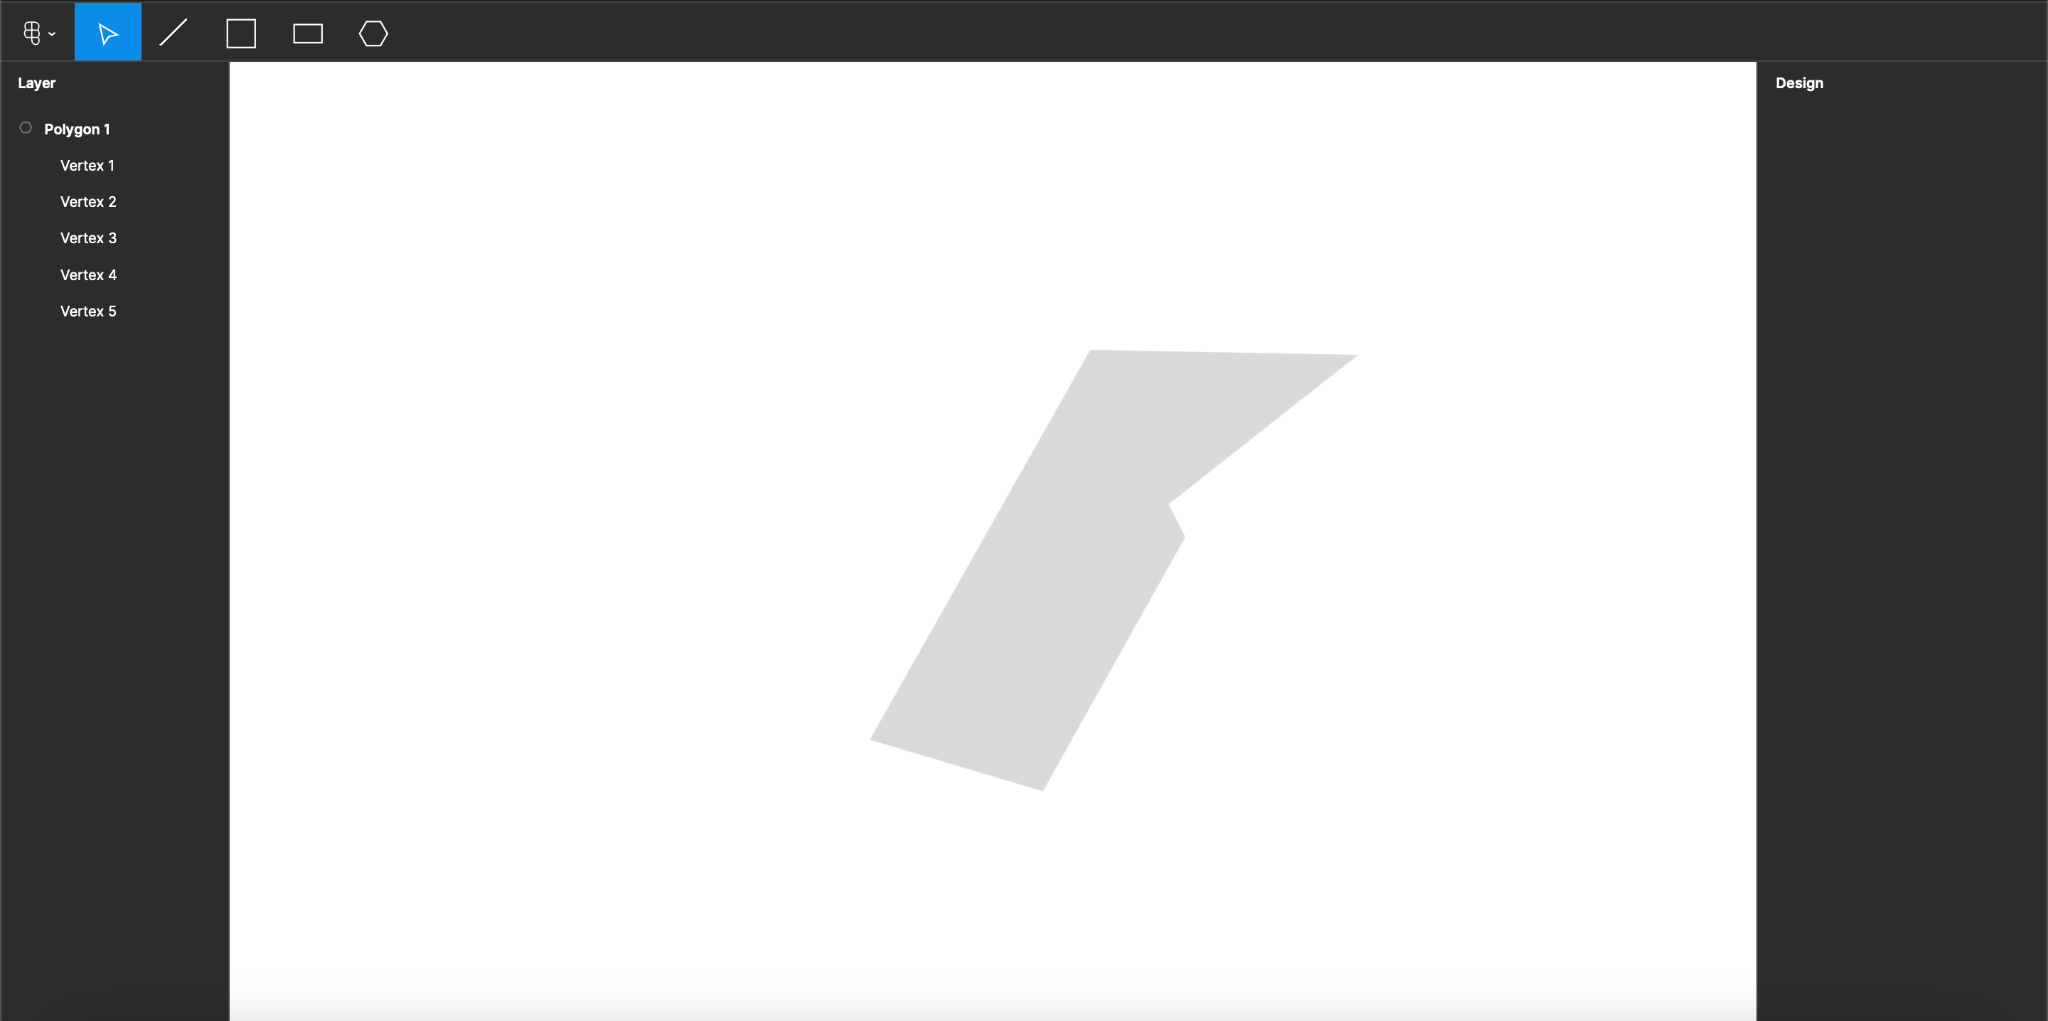 Layer
Polygon 1
Vertex 1
Vertex 2
Vertex 3
Vertex 4
Vertex 5
Design